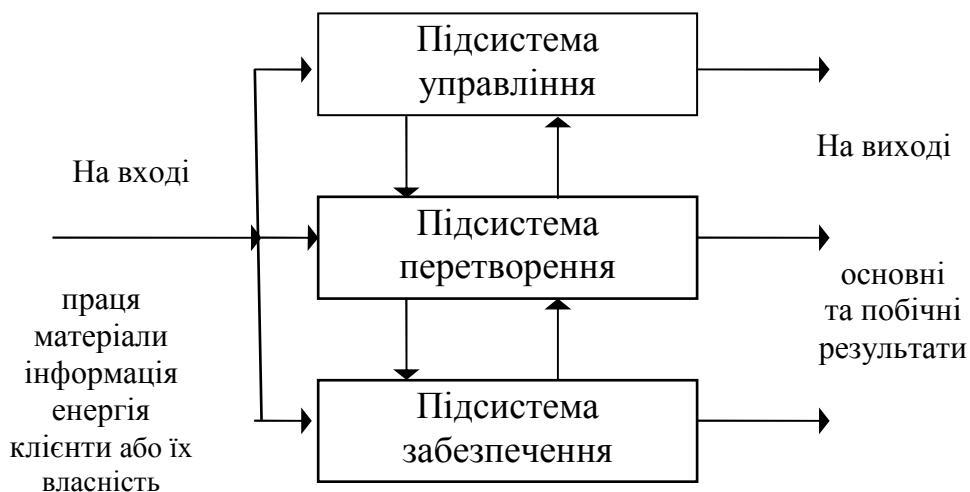 Підсистема
управління
На вході
На виході
Підсистема
перетворення
праця
матеріали
інформація
енергія
клієнти або їх
власність
основні
та побічні
результати
Підсистема
забезпечення